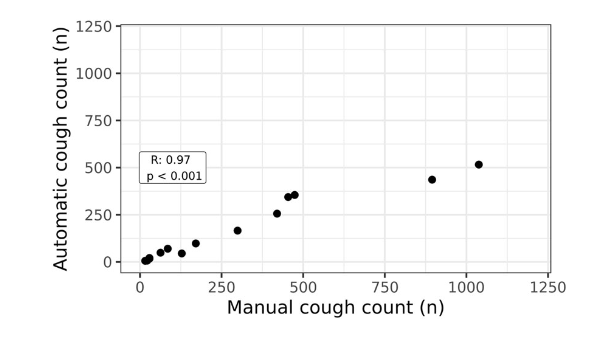 Automatic cough count (n)
1250
1000
750
500
250
0
R: 0.97
p < 0.001
0 250 500 750 1000 1250
Manual cough count (n)